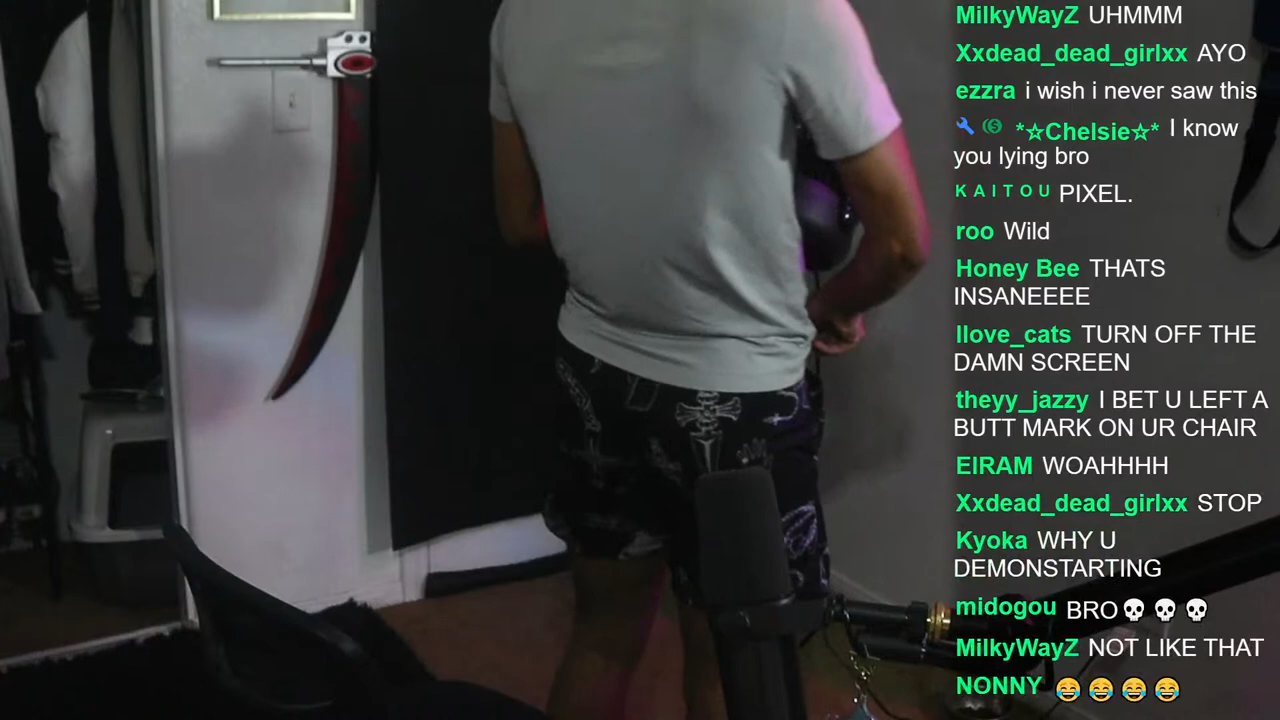 MilkyWayZ UHMMM
Xxdead_dead_girlxx AYO
ezzra i wish i never saw this
*☆Chelsie☆* I know
you lying bro
ᴷ ᴬ ᴵ ᵀ ᴼ ᵁ PIXEL.
roo Wild
Honey Bee THATS
INSANEEEE
Ilove_cats TURN OFF THE
DAMN SCREEN
theyy_jazzy I BET U LEFT A
BUTT MARK ON UR CHAIR
EIRAM WOAHHHH
Xxdead_dead_girlxx STOP
Kyoka WHY U
DEMONSTARTING
midogou BRO💀💀💀
MilkyWayZ NOT LIKE THAT
NONNY 😂😂😂😂